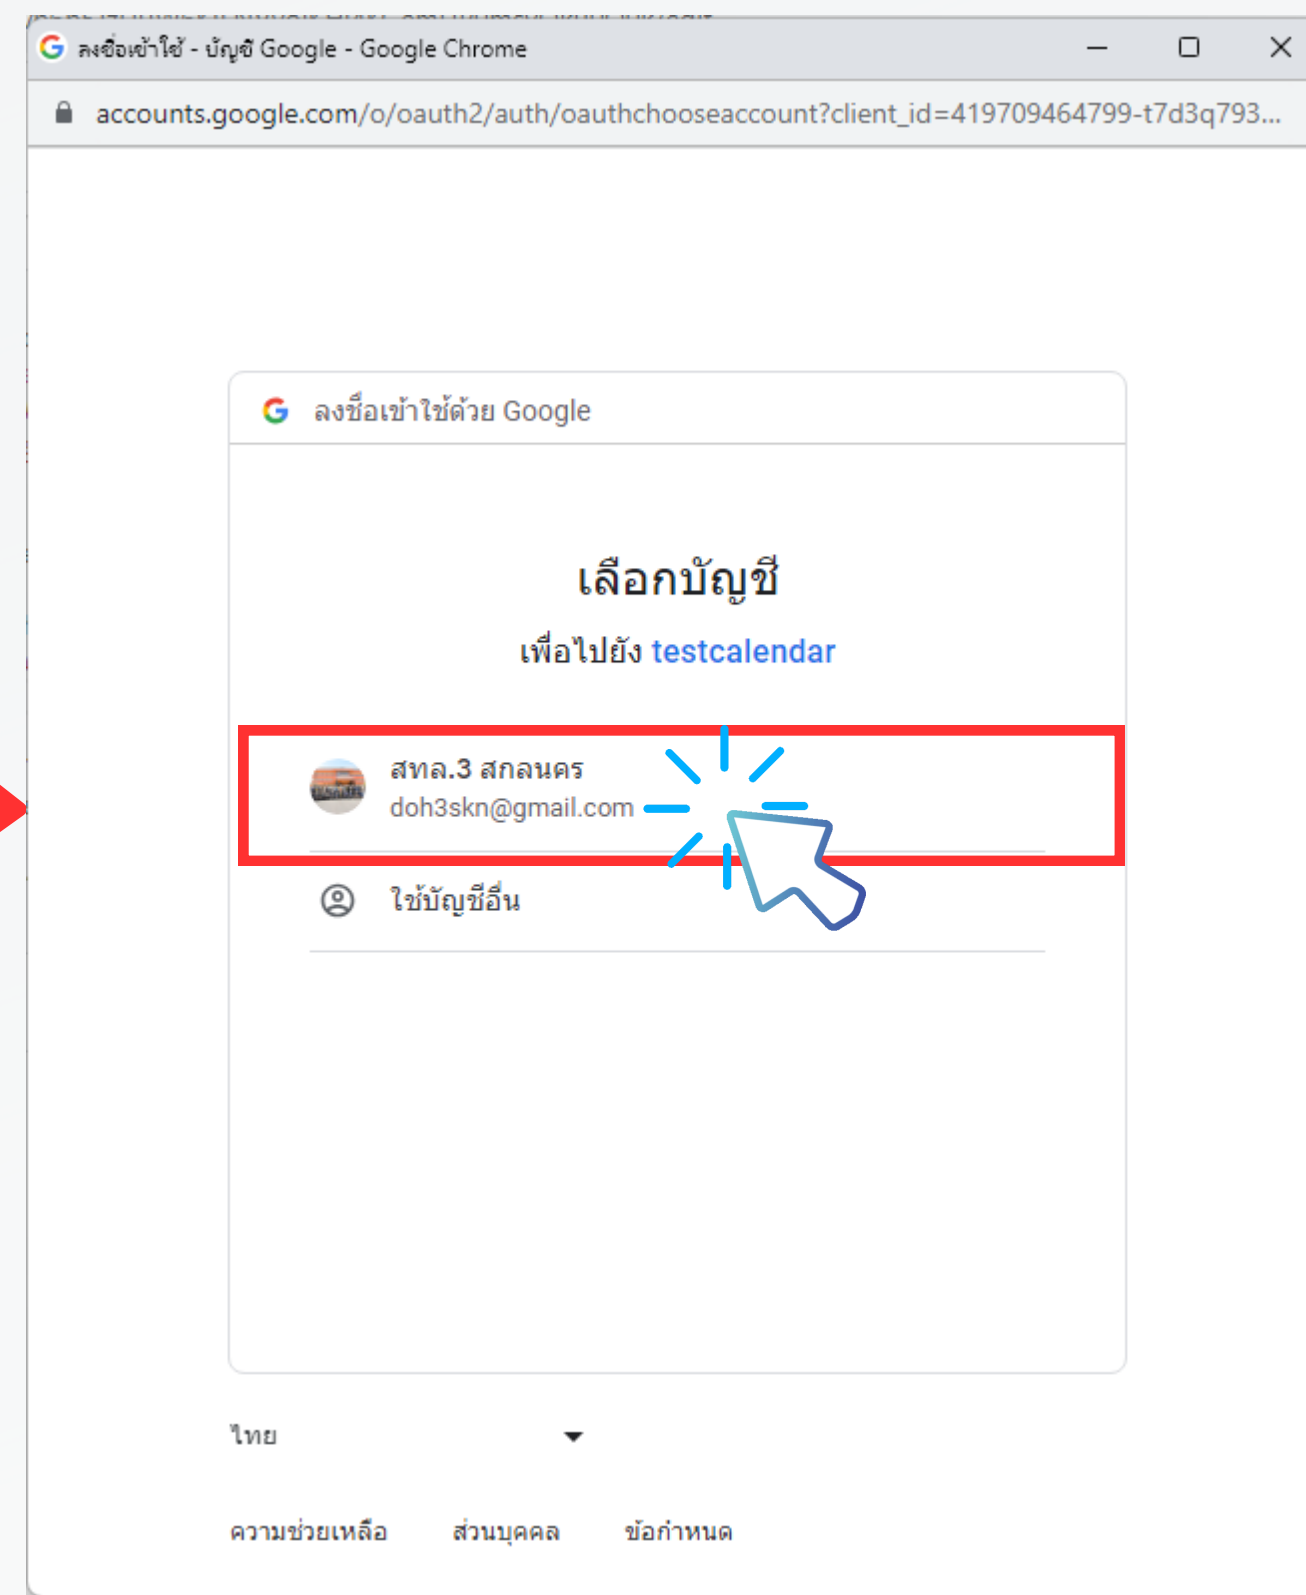 ลงชื่อเข้าใช้ - บัญชี Google - Google Chrome
accounts.google.com/o/oauth2/auth/oauthchooseaccount?client_id=419709464799-t7d3q793...
ลงชื่อเข้าใช้ด้วย Google
เลือกบัญชี
เพื่อไปยัง testcalendar
สทล.3 สกลนคร
doh3skn@gmail.com
ใช้บัญชีอื่น
ไทย
ความช่วยเหลือ ส่วนบุคคล ข้อกำหนด